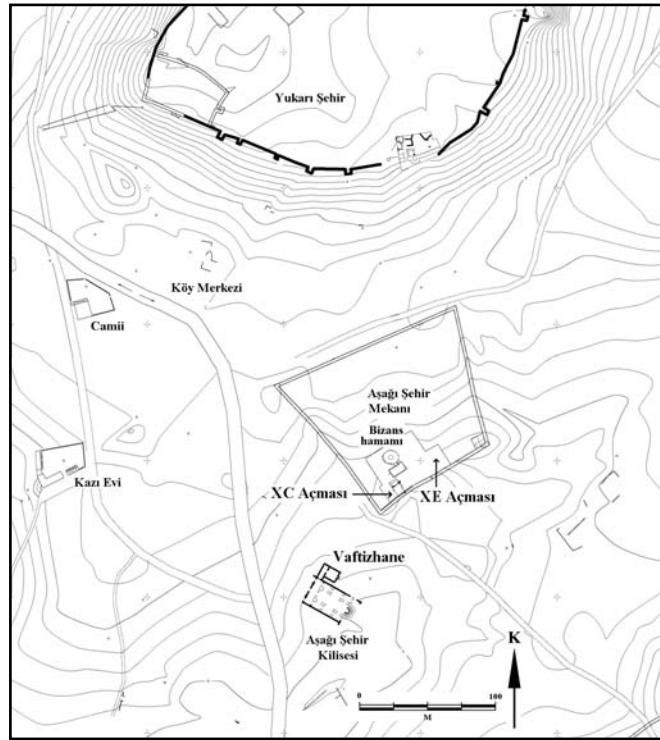 Yukarı Şehir
Köy Merkezi
Camii
Aşağı Şehir
Mekanı
Bizans
hamamı
Kazı Evi
XC Açması
XE Açması
Vaftizhane
Aşağı Şehir
Kilisesi
K
0
100
M